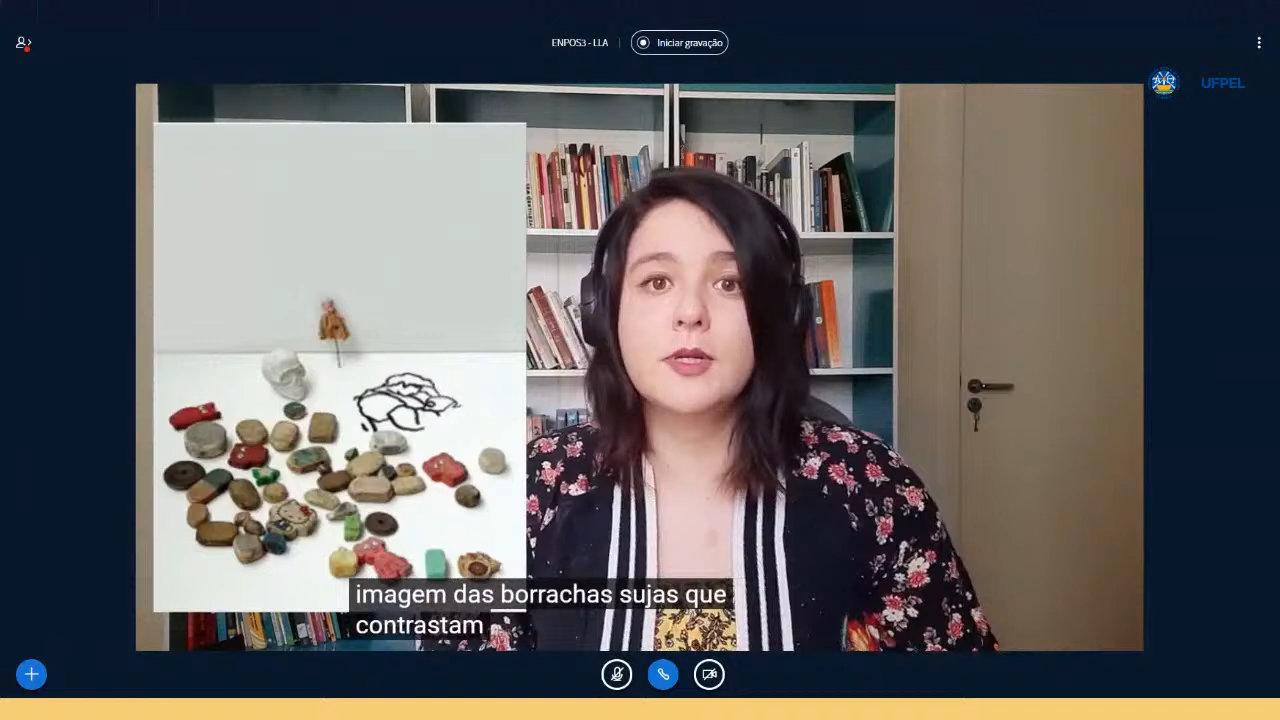 ENPOS3 - LLA
Iniciar gravação
UFPEL
imagem das borrachas sujas que
contrastam